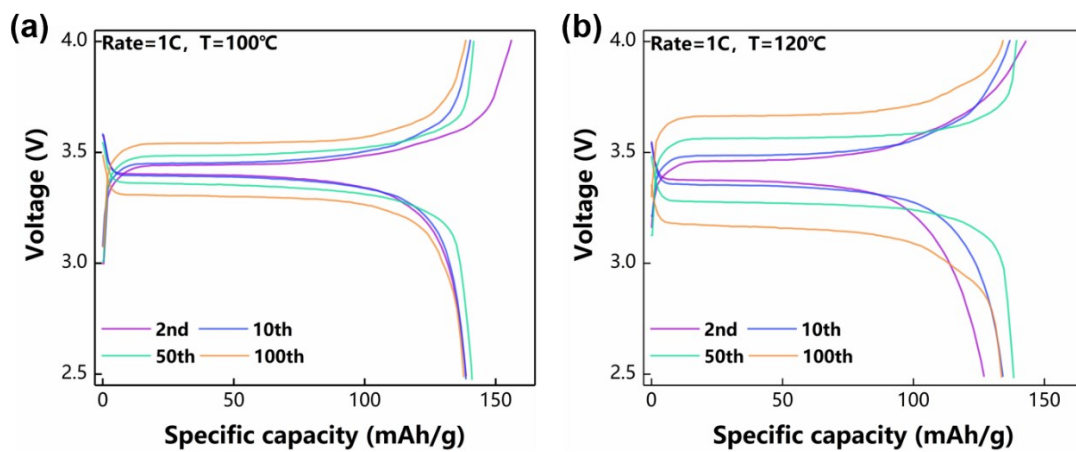 (a)
Rate=1C, T=100℃
4.0
3.5
3.0
2.5
Voltage (V)
2nd 10th
50th 100th
0 50 100 150
Specific capacity (mAh/g)
(b)
Rate=1C, T=120℃
4.0
3.5
3.0
2.5
Voltage (V)
2nd 10th
50th 100th
0 50 100 150
Specific capacity (mAh/g)